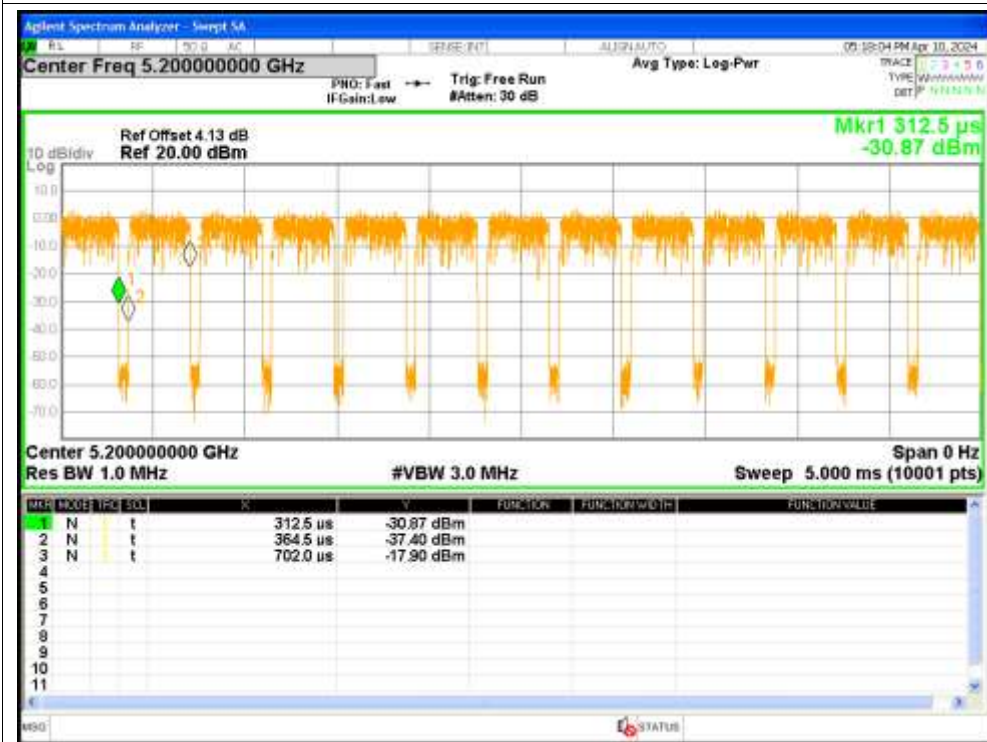 Agilent Spectrum Analyzer - Swept SA
RL RF 50 Ω AC SENSE:INT ALIGN AUTO 05:18:04 PM Apr 10, 2024
Center Freq 5.200000000 GHz
PNO: Fast
IFGain:Low
Trig: Free Run
#Atten: 30 dB
Avg Type: Log-Pwr
TRACE 1 2 3 4 5 6
TYPE
DET P N N N N N
Mkr1 312.5 µs
-30.87 dBm
Ref Offset 4.13 dB
10 dB/div Ref 20.00 dBm
Log
10.0
0.00
-10.0
-20.0
-30.0
-40.0
-50.0
-60.0
-70.0
1
2
Center 5.200000000 GHz Span 0 Hz
Res BW 1.0 MHz #VBW 3.0 MHz Sweep 5.000 ms (10001 pts)
MKR MODE TRC SCL X Y FUNCTION FUNCTION WIDTH FUNCTION VALUE
1 N t 312.5 µs -30.87 dBm
2 N t 364.5 µs -37.40 dBm
3 N t 702.0 µs -17.90 dBm
4
5
6
7
8
9
10
11
MSG STATUS